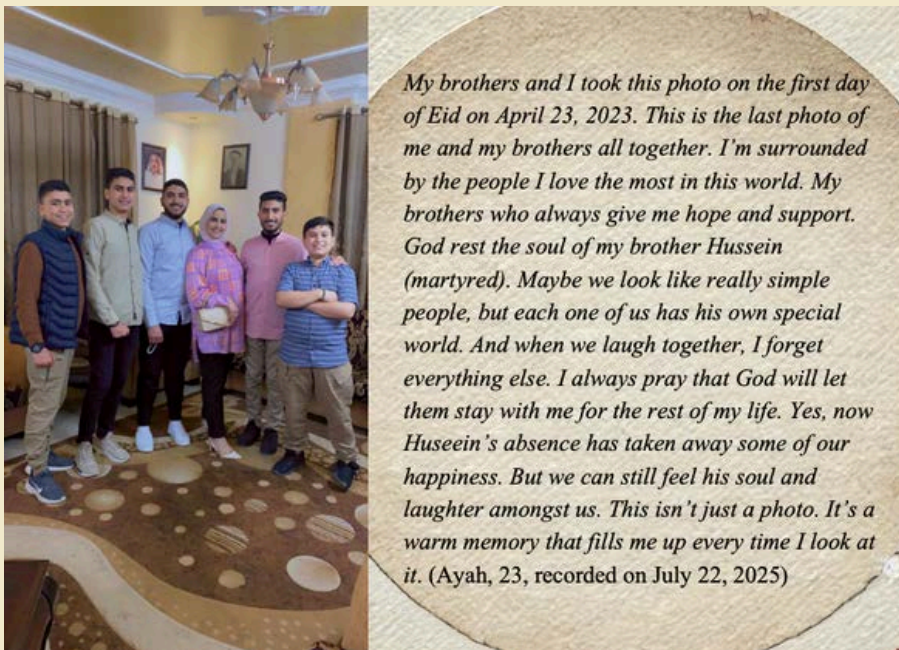 My brothers and I took this photo on the first day
of Eid on April 23, 2023. This is the last photo of
me and my brothers all together. I’m surrounded
by the people I love the most in this world. My
brothers who always give me hope and support.
God rest the soul of my brother Hussein
(martyred). Maybe we look like really simple
people, but each one of us has his own special
world. And when we laugh together, I forget
everything else. I always pray that God will let
them stay with me for the rest of my life. Yes, now
Huseein’s absence has taken away some of our
happiness. But we can still feel his soul and
laughter amongst us. This isn’t just a photo. It’s a
warm memory that fills me up every time I look at
it. (Ayah, 23, recorded on July 22, 2025)